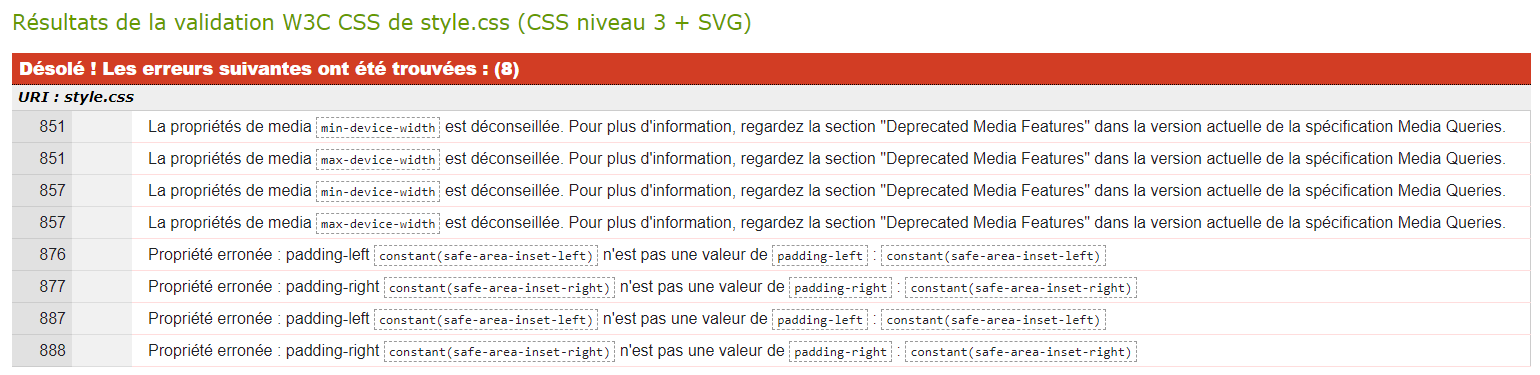 Résultats de la validation W3C CSS de style.css (CSS niveau 3 + SVG)
Désolé ! Les erreurs suivantes ont été trouvées : (8)
URI : style.css
851 La propriétés de media min-device-width est déconseillée. Pour plus d'information, regardez la section "Deprecated Media Features" dans la version actuelle de la spécification Media Queries.
851 La propriétés de media max-device-width est déconseillée. Pour plus d'information, regardez la section "Deprecated Media Features" dans la version actuelle de la spécification Media Queries.
857 La propriétés de media min-device-width est déconseillée. Pour plus d'information, regardez la section "Deprecated Media Features" dans la version actuelle de la spécification Media Queries.
857 La propriétés de media max-device-width est déconseillée. Pour plus d'information, regardez la section "Deprecated Media Features" dans la version actuelle de la spécification Media Queries.
876 Propriété erronée : padding-left constant(safe-area-inset-left) n'est pas une valeur de padding-left : constant(safe-area-inset-left)
877 Propriété erronée : padding-right constant(safe-area-inset-right) n'est pas une valeur de padding-right : constant(safe-area-inset-right)
887 Propriété erronée : padding-left constant(safe-area-inset-left) n'est pas une valeur de padding-left : constant(safe-area-inset-left)
888 Propriété erronée : padding-right constant(safe-area-inset-right) n'est pas une valeur de padding-right : constant(safe-area-inset-right)